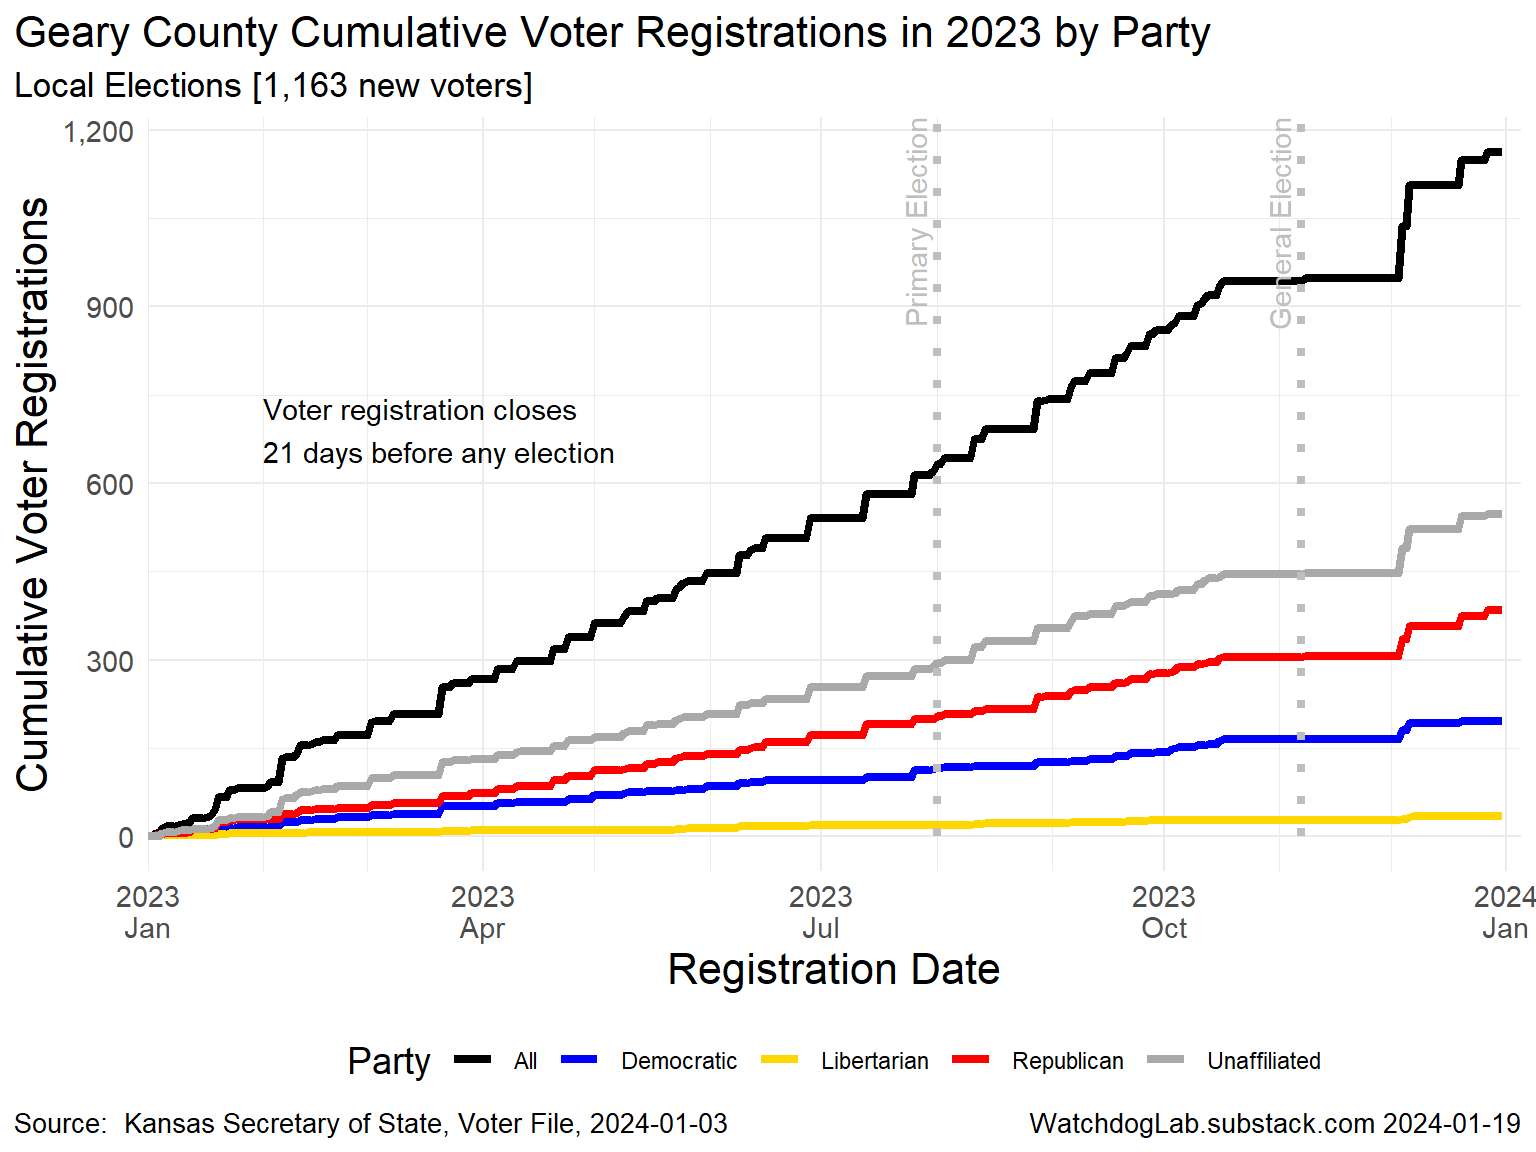 Geary County Cumulative Voter Registrations in 2023 by Party
Local Elections [1,163 new voters]
Cumulative Voter Registrations
1,200
900
600
300
0
Primary Election
General Election
Voter registration closes
21 days before any election
2023 2023 2023 2023 2024
Jan Apr Jul Oct Jan
Registration Date
Party All Democratic Libertarian Republican Unaffiliated
Source:  Kansas Secretary of State, Voter File, 2024-01-03
WatchdogLab.substack.com 2024-01-19